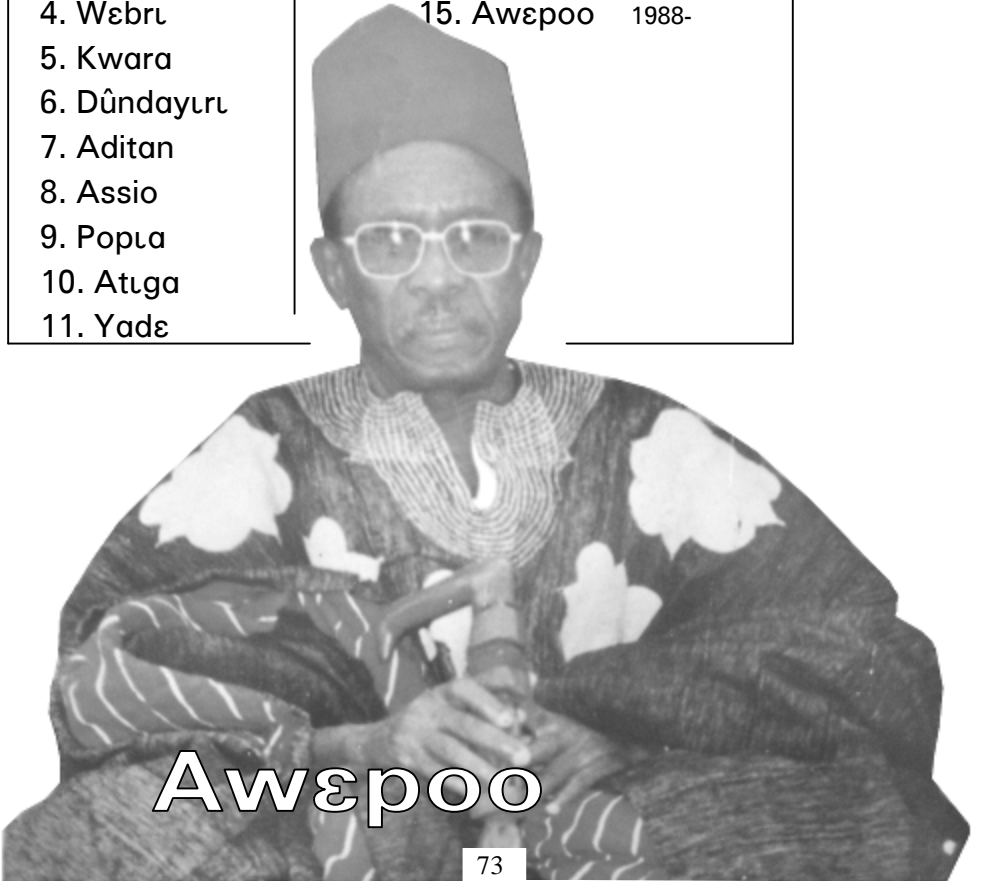 4. Wɛbrɩ
5. Kwara
6. Dûndayɩrɩ
7. Aditan
8. Assio
9. Popɩa
10. Atɩga
11. Yadɛ
15. Awɛpoo 1988-
Awɛpoo
73